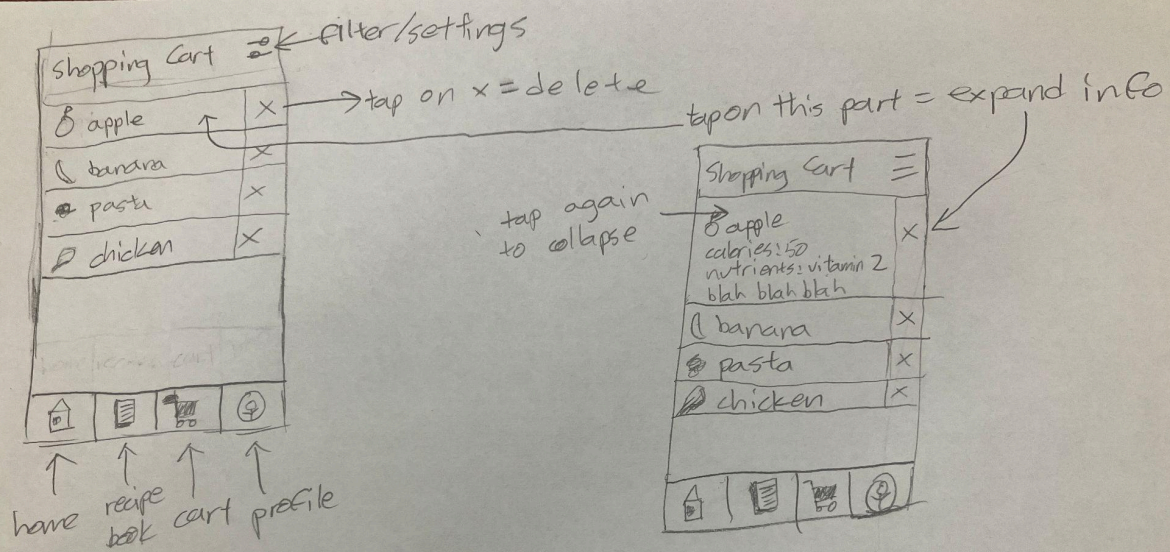 Shopping Cart
filter/settings
apple
x
tap on x = delete
banana
x
pasta
x
chicken
x
home
recipe
book
cart
profile
tap on this part = expand info
Shopping Cart
tap again
to collapse
apple
x
calories: 50
nutrients: vitamin Z
blah blah blah
banana
x
pasta
x
chicken
x